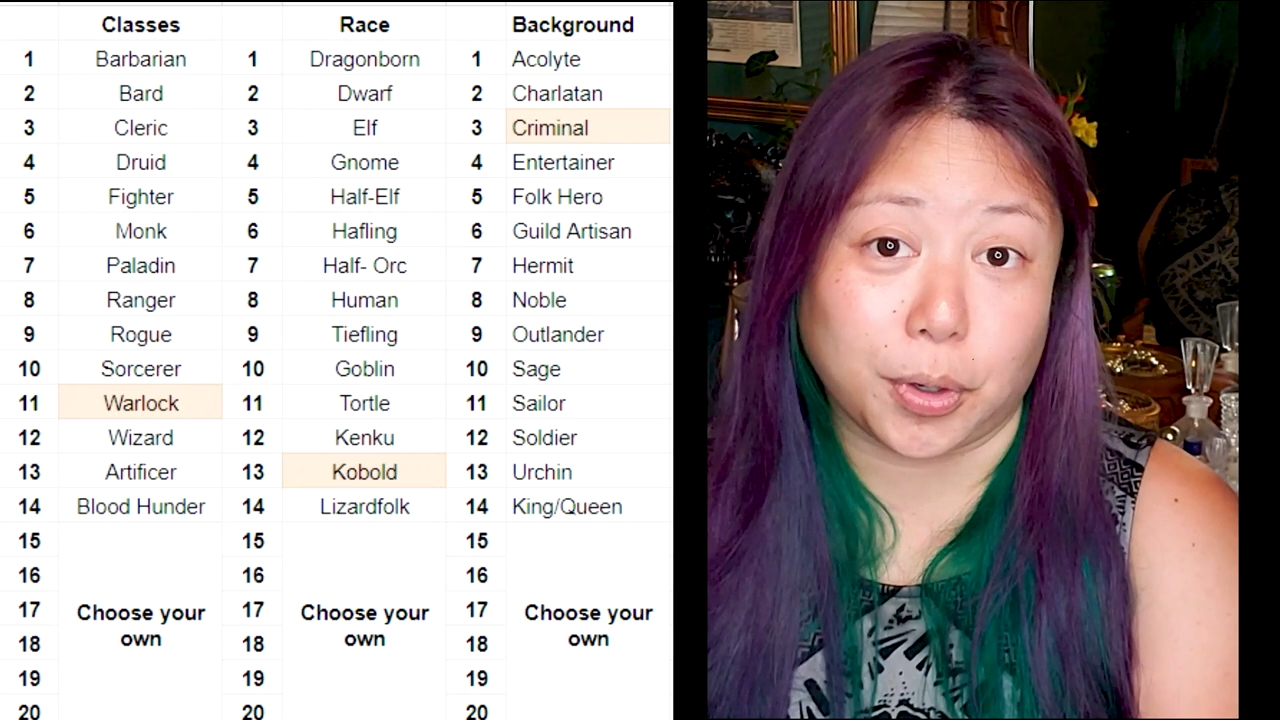 Classes Race Background
1 Barbarian 1 Dragonborn 1 Acolyte
2 Bard 2 Dwarf 2 Charlatan
3 Cleric 3 Elf 3 Criminal
4 Druid 4 Gnome 4 Entertainer
5 Fighter 5 Half-Elf 5 Folk Hero
6 Monk 6 Hafling 6 Guild Artisan
7 Paladin 7 Half- Orc 7 Hermit
8 Ranger 8 Human 8 Noble
9 Rogue 9 Tiefling 9 Outlander
10 Sorcerer 10 Goblin 10 Sage
11 Warlock 11 Tortle 11 Sailor
12 Wizard 12 Kenku 12 Soldier
13 Artificer 13 Kobold 13 Urchin
14 Blood Hunder 14 Lizardfolk 14 King/Queen
15 15 15
16 16 16
17 Choose your 17 Choose your 17 Choose your
18 own 18 own 18 own
19 19 19
20 20 20